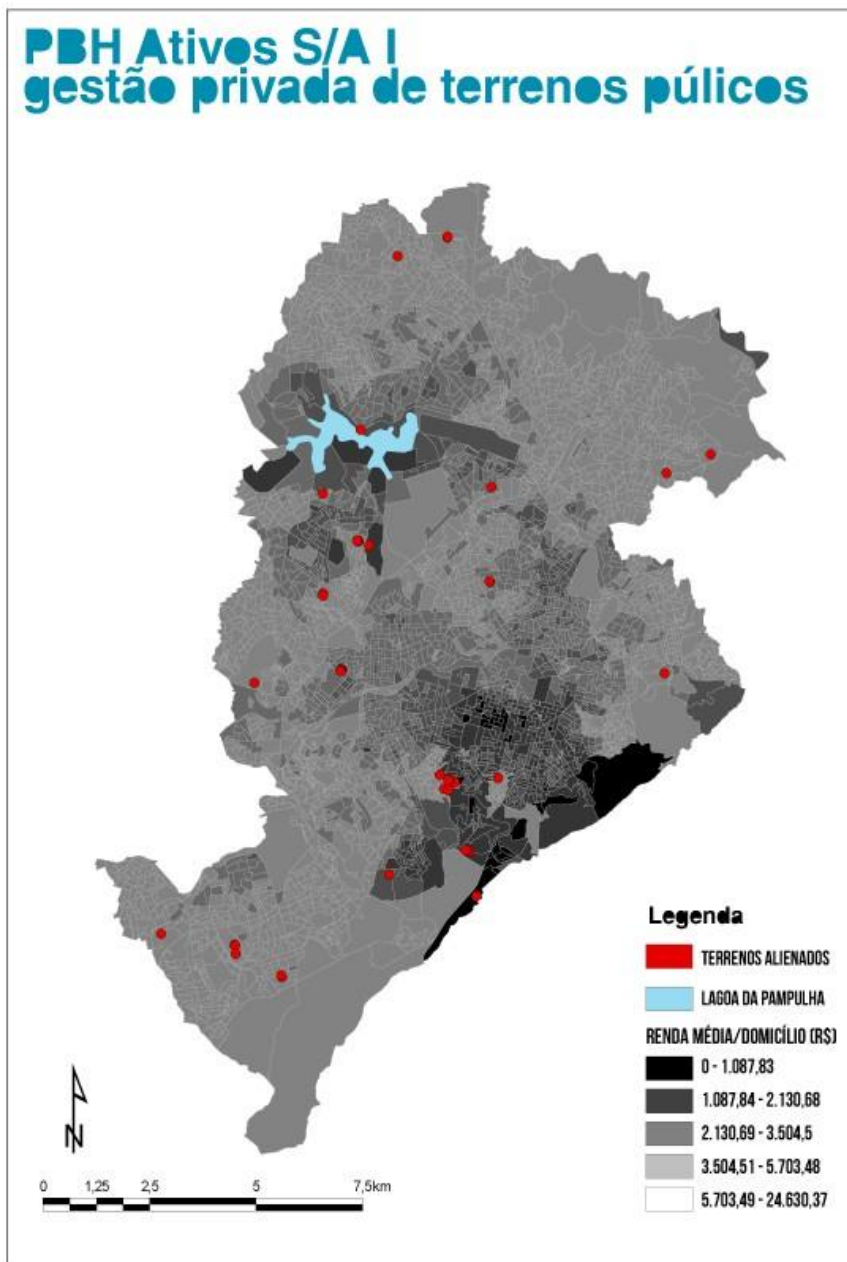 PBH Ativos S/A I
gestão privada de terrenos púlicos
Legenda
TERRENOS ALIENADOS
LAGOA DA PAMPULHA
RENDA MÉDIA/DOMICÍLIO (R$)
0 - 1.087,83
1.087,84 - 2.130,68
2.130,69 - 3.504,5
3.504,51 - 5.703,48
5.703,49 - 24.630,37
N
0 1,25 2,5 5 7,5km